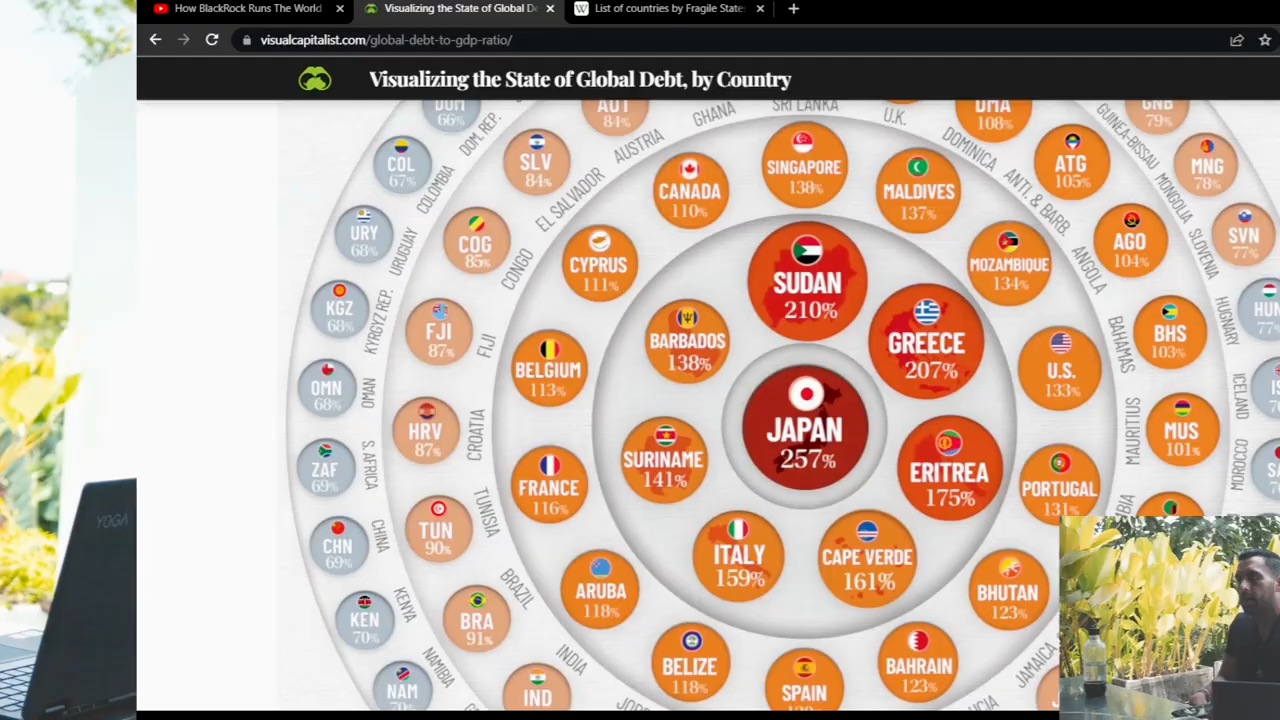 How BlackRock Runs The World
Visualizing the State of Global De
List of countries by Fragile State
visualcapitalist.com/global-debt-to-gdp-ratio/
Visualizing the State of Global Debt, by Country
DOM
66%
DOM. REP.
AUT
84%
AUSTRIA
GHANA
SRI LANKA
U.K.
DMA
108%
DOMINICA
GNB
79%
GUINEA-BISSAU
COL
67%
COLOMBIA
SLV
84%
EL SALVADOR
CANADA
110%
SINGAPORE
138%
MALDIVES
137%
ATG
105%
ANTI. & BARB.
MNG
78%
MONGOLIA
URY
68%
URUGUAY
COG
85%
CONGO
CYPRUS
111%
SUDAN
210%
MOZAMBIQUE
134%
AGO
104%
ANGOLA
SVN
77%
SLOVENIA
KGZ
68%
KYRGYZ REP.
FJI
87%
FIJI
BARBADOS
138%
GREECE
207%
BHS
103%
BAHAMAS
HUN
77
HUGNARY
OMN
68%
OMAN
BELGIUM
113%
U.S.
133%
ICELAND
HRV
87%
CROATIA
JAPAN
257%
MUS
101%
MAURITIUS
MOROCCO
ZAF
69%
S. AFRICA
FRANCE
116%
SURINAME
141%
ERITREA
175%
PORTUGAL
131%
CHN
69%
CHINA
TUN
90%
TUNISIA
ITALY
159%
CAPE VERDE
161%
ARUBA
118%
BHUTAN
123%
KEN
70%
KENYA
BRA
91%
BRAZIL
BELIZE
118%
SPAIN
BAHRAIN
123%
JAMAICA
NAM
70%
NAMIBIA
IND
INDIA
YOGA